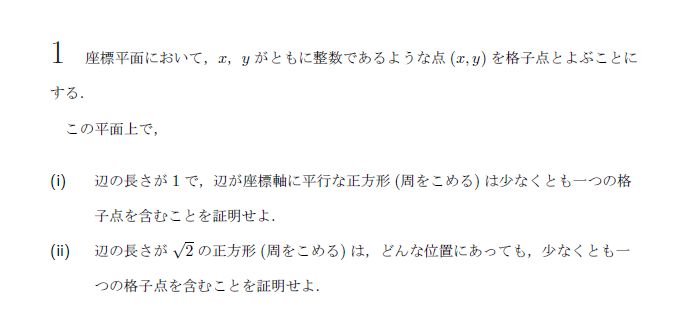 1 座標平面において，x，y がともに整数であるような点 (x, y) を格子点とよぶことに
する．
この平面上で，
(i) 辺の長さが 1 で，辺が座標軸に平行な正方形 (周をこめる) は少なくとも一つの格
子点を含むことを証明せよ．
(ii) 辺の長さが √2 の正方形 (周をこめる) は，どんな位置にあっても，少なくとも一
つの格子点を含むことを証明せよ．